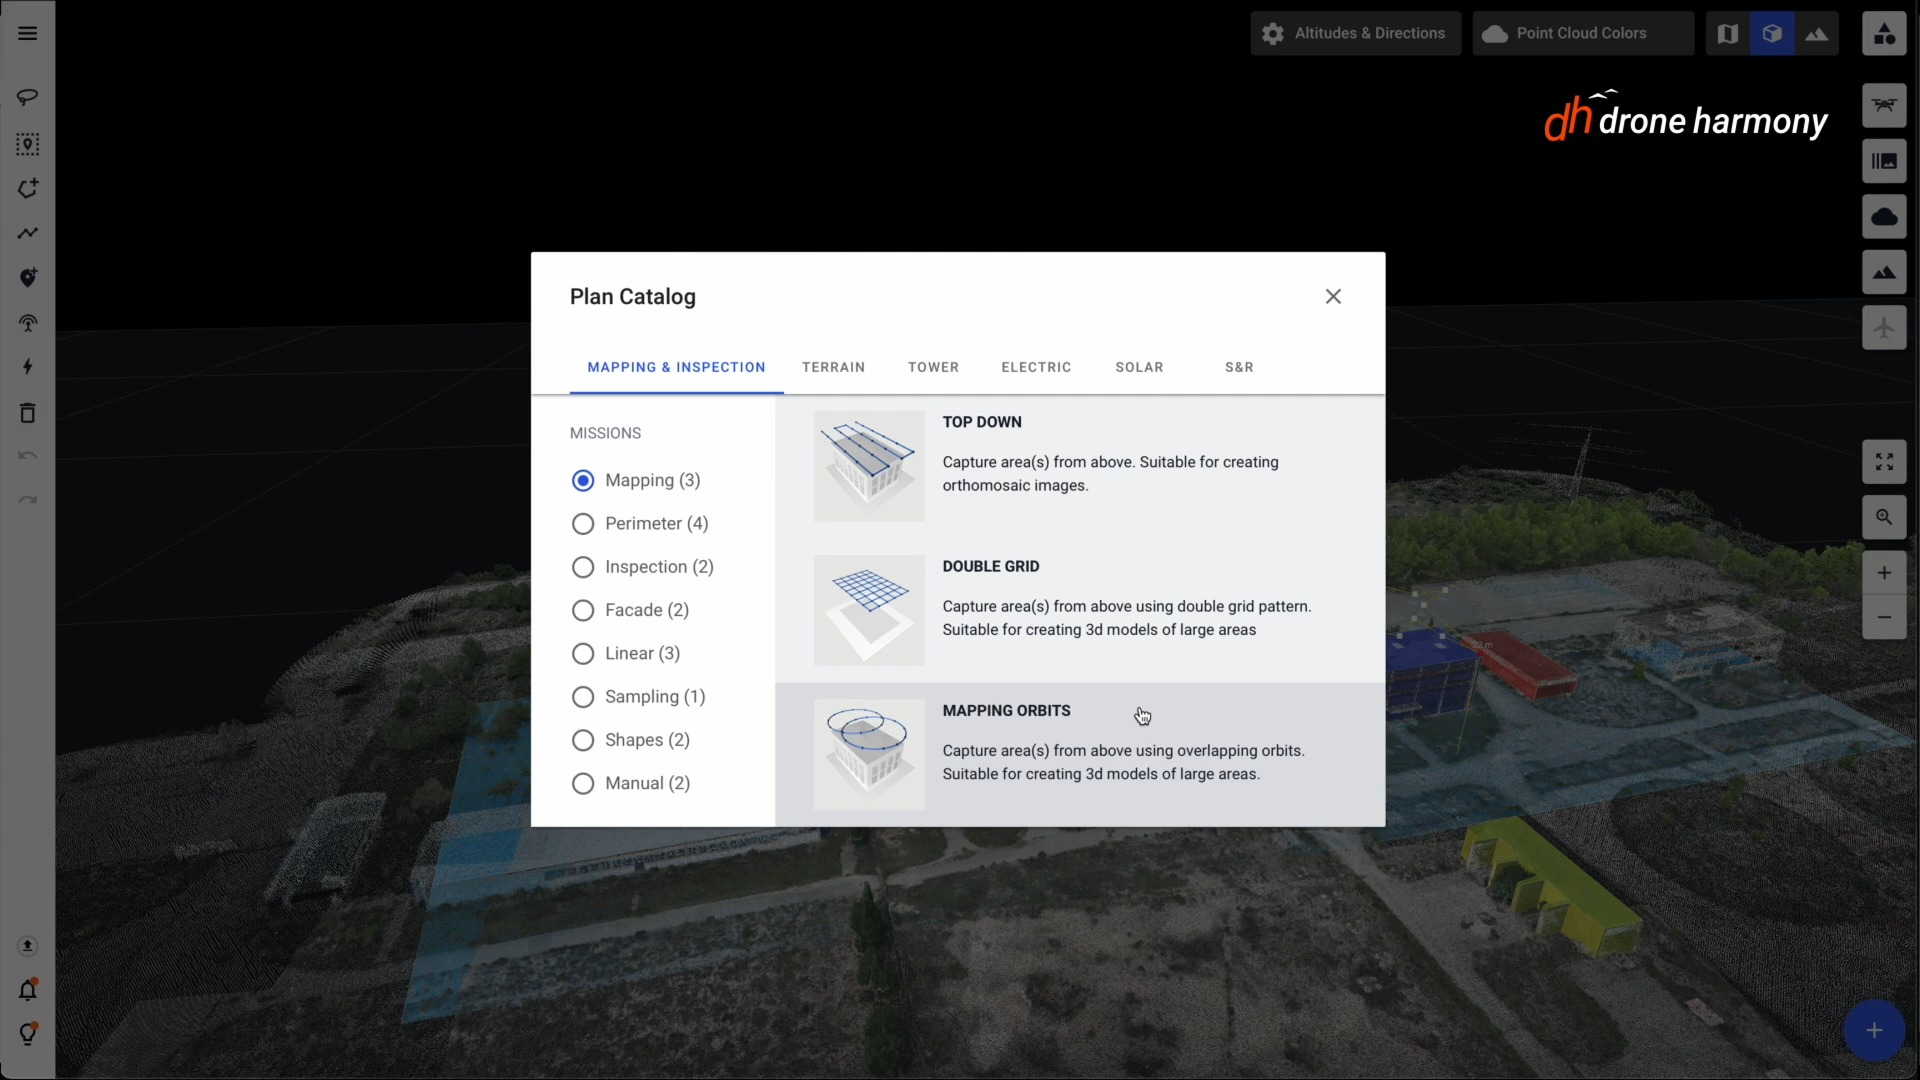 Altitudes & Directions
Point Cloud Colors
dh drone harmony
Plan Catalog
MAPPING & INSPECTION
TERRAIN
TOWER
ELECTRIC
SOLAR
S&R
MISSIONS
Mapping (3)
Perimeter (4)
Inspection (2)
Facade (2)
Linear (3)
Sampling (1)
Shapes (2)
Manual (2)
TOP DOWN
Capture area(s) from above. Suitable for creating
orthomosaic images.
DOUBLE GRID
Capture area(s) from above using double grid pattern.
Suitable for creating 3d models of large areas
MAPPING ORBITS
Capture area(s) from above using overlapping orbits.
Suitable for creating 3d models of large areas.